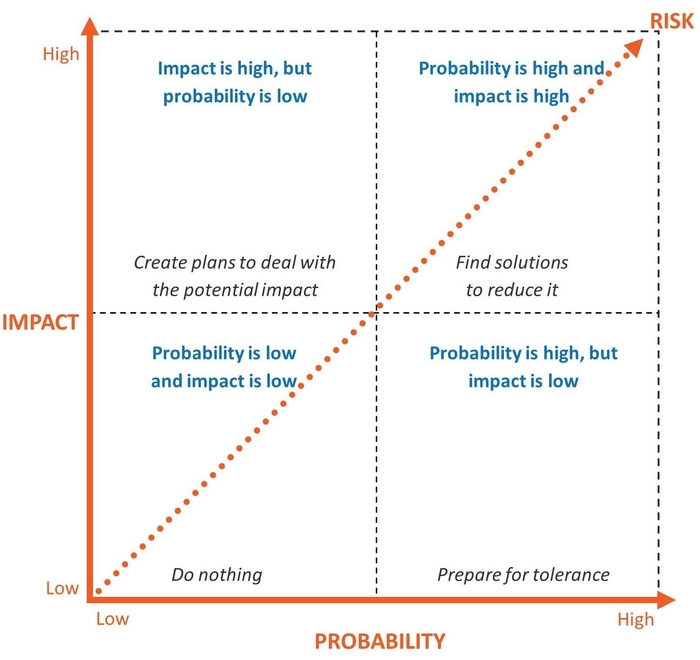 RISK
High
Impact is high, but
probability is low
Probability is high and
impact is high
Create plans to deal with
the potential impact
Find solutions
to reduce it
IMPACT
Probability is low
and impact is low
Probability is high, but
impact is low
Do nothing
Prepare for tolerance
Low
Low
High
PROBABILITY